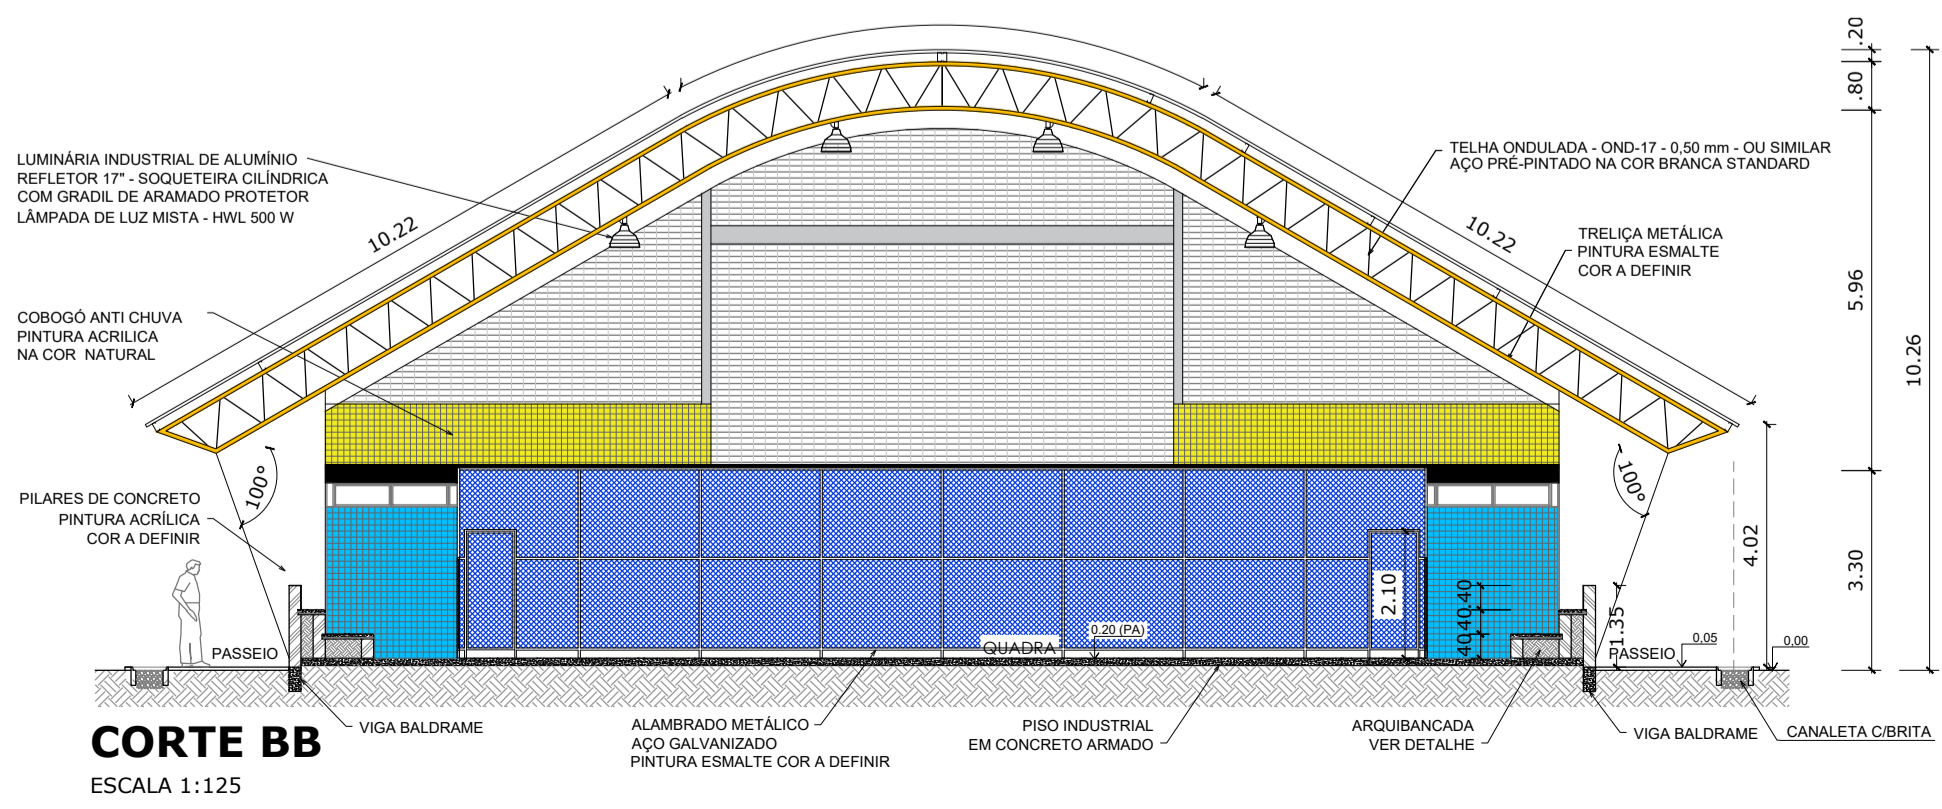 .20
.80
5.96
10.26
3.30
LUMINÁRIA INDUSTRIAL DE ALUMÍNIO
REFLETOR 17" - SOQUETEIRA CILÍNDRICA
COM GRADIL DE ARAMADO PROTETOR
LÂMPADA DE LUZ MISTA - HWL 500 W
10.22
COBOGÓ ANTI CHUVA
PINTURA ACRILICA
NA COR NATURAL
TELHA ONDULADA - OND-17 - 0,50 mm - OU SIMILAR
AÇO PRÉ-PINTADO NA COR BRANCA STANDARD
10.22
TRELIÇA METÁLICA
PINTURA ESMALTE
COR A DEFINIR
100°
100°
PILARES DE CONCRETO
PINTURA ACRÍLICA
COR A DEFINIR
4.02
2.10
.40
.40
.40
1.35
PASSEIO
QUADRA
0.20 (PA)
PASSEIO
0,05
0,00
VIGA BALDRAME
ALAMBRADO METÁLICO
AÇO GALVANIZADO
PINTURA ESMALTE COR A DEFINIR
PISO INDUSTRIAL
EM CONCRETO ARMADO
ARQUIBANCADA
VER DETALHE
VIGA BALDRAME
CANALETA C/BRITA
CORTE BB
ESCALA 1:125